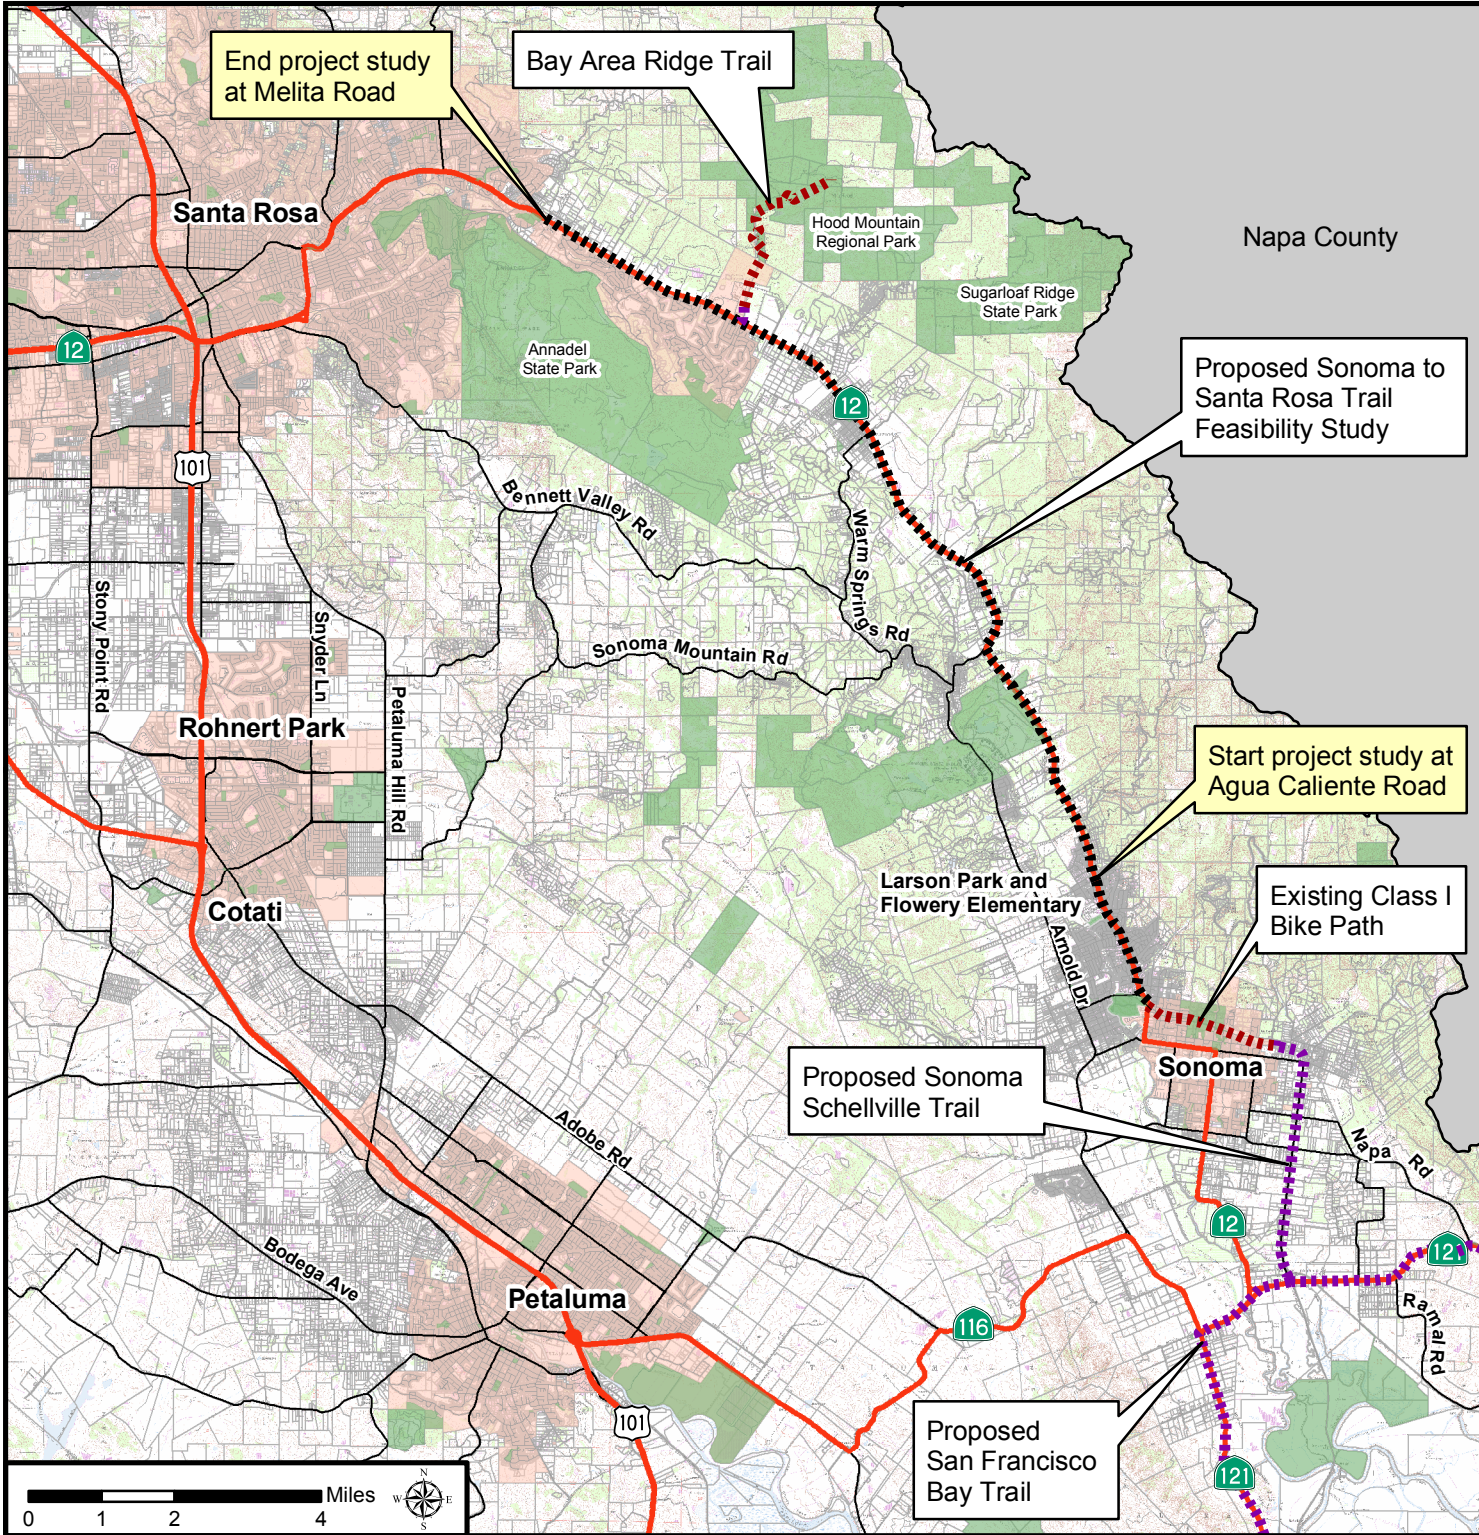 End project study
at Melita Road
Bay Area Ridge Trail
Santa Rosa
Hood Mountain
Regional Park
Napa County
Sugarloaf Ridge
State Park
12
Annadel
State Park
Proposed Sonoma to
Santa Rosa Trail
Feasibility Study
12
101
Bennett Valley Rd
Warm Springs Rd
Stony Point Rd
Snyder Ln
Sonoma Mountain Rd
Petaluma Hill Rd
Rohnert Park
Start project study at
Agua Caliente Road
Larson Park and
Flowery Elementary
Existing Class I
Bike Path
Cotati
Arnold Dr
Sonoma
Proposed Sonoma
Schellville Trail
Adobe Rd
Napa Rd
12
121
Bodega Ave
Petaluma
116
Ramal Rd
101
Proposed
San Francisco
Bay Trail
121
Miles
0 1 2 4
N
W E
S